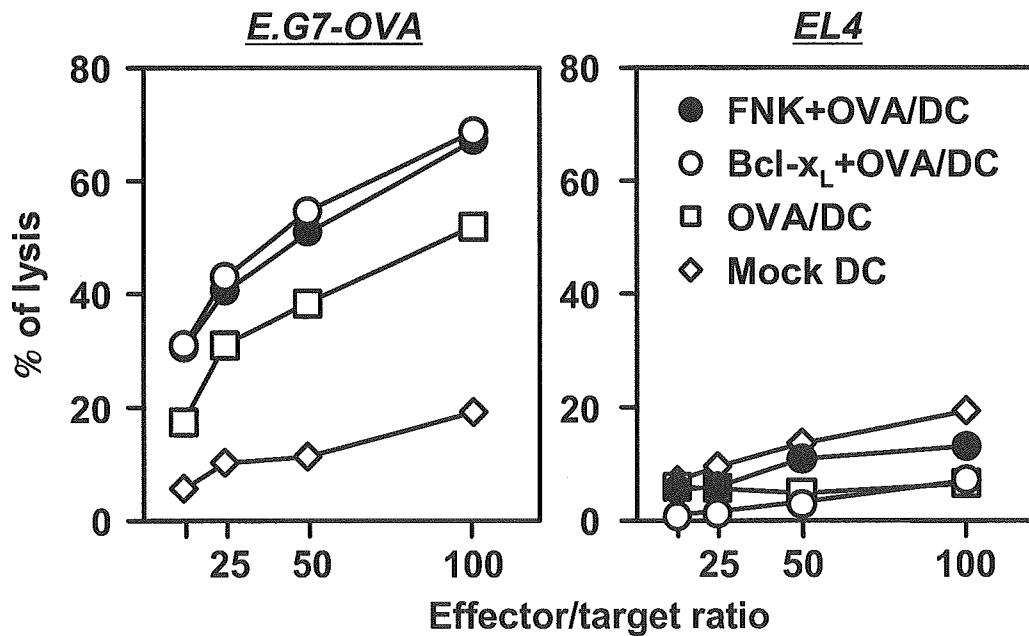 E.G7-OVA
EL4
% of lysis
80
60
40
20
0
25
50
100
80
60
40
20
0
25
50
100
FNK+OVA/DC
Bcl-xL+OVA/DC
OVA/DC
Mock DC
Effector/target ratio